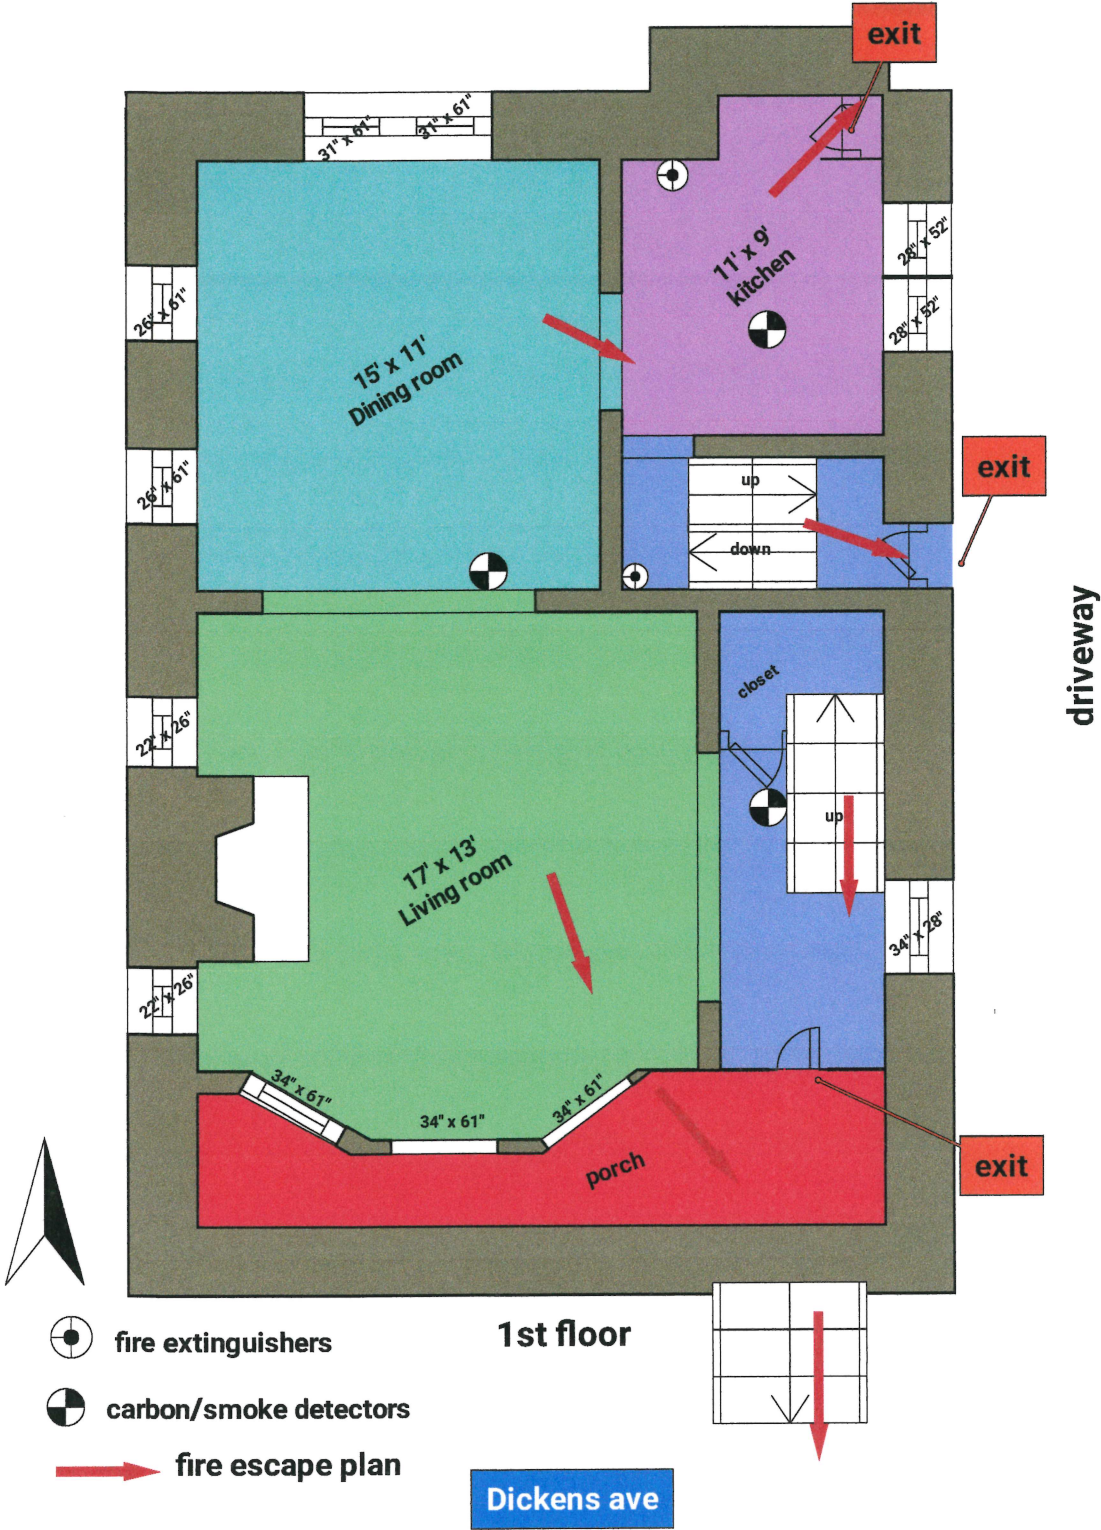 exit
31" x 61"
31" x 61"
28" x 52"
28" x 52"
11' x 9'
kitchen
26" x 61"
26" x 61"
15' x 11'
Dining room
exit
up
down
driveway
closet
up
22" x 26"
22" x 26"
17' x 13'
Living room
34" x 28"
34" x 61"
34" x 61"
34" x 61"
porch
exit
fire extinguishers
1st floor
carbon/smoke detectors
fire escape plan
Dickens ave